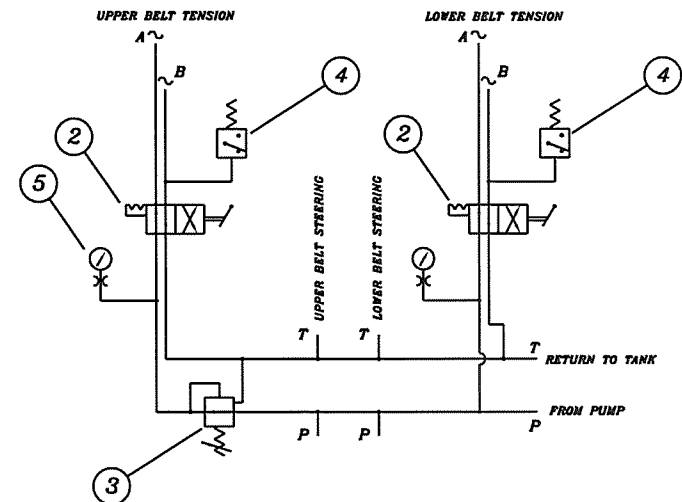 UPPER BELT TENSION
LOWER BELT TENSION
A
A
B
B
4
4
2
2
5
UPPER BELT STEERING
LOWER BELT STEERING
T
T
T
RETURN TO TANK
FROM PUMP
P
P
P
3